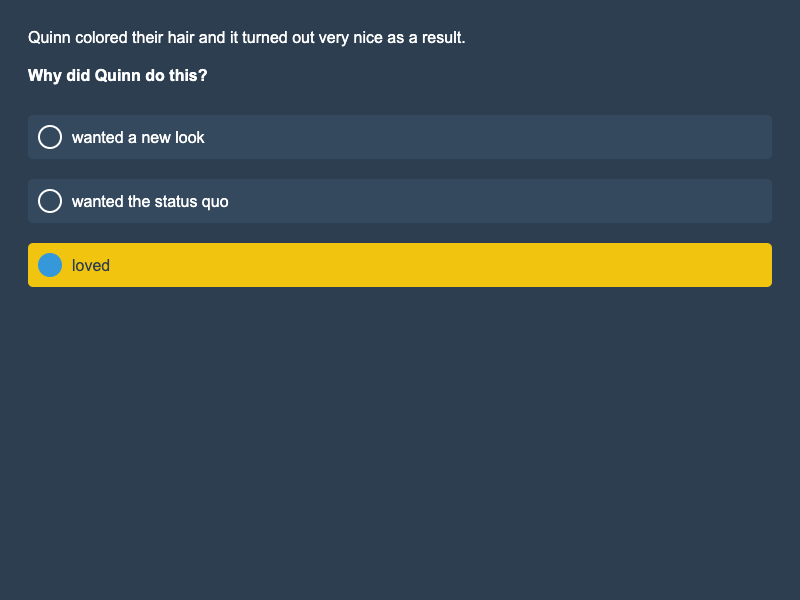 Quinn colored their hair and it turned out very nice as a result.
Why did Quinn do this?
wanted a new look
wanted the status quo
loved